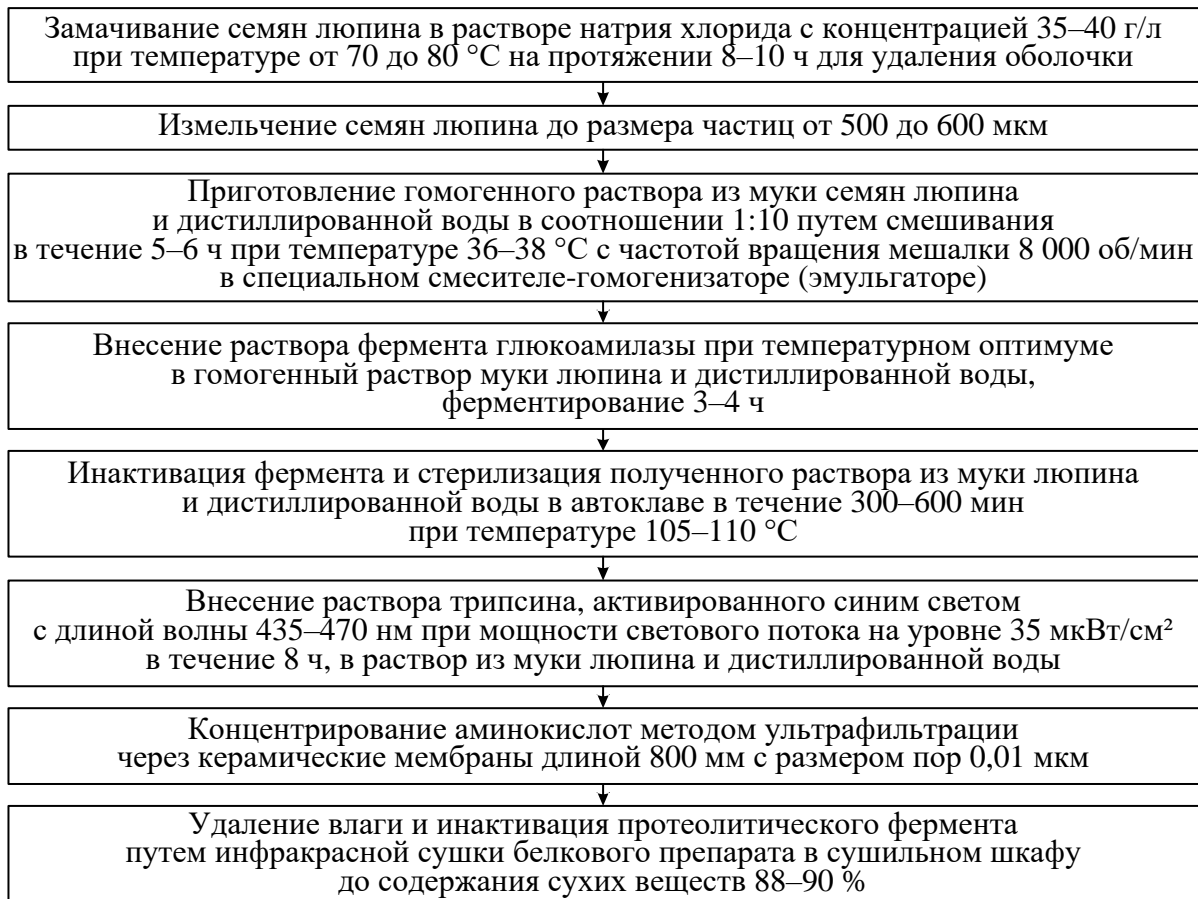 Замачивание семян люпина в растворе натрия хлорида с концентрацией 35–40 г/л
при температуре от 70 до 80 °C на протяжении 8–10 ч для удаления оболочки
Измельчение семян люпина до размера частиц от 500 до 600 мкм
Приготовление гомогенного раствора из муки семян люпина
и дистиллированной воды в соотношении 1:10 путем смешивания
в течение 5–6 ч при температуре 36–38 °C с частотой вращения мешалки 8 000 об/мин
в специальном смесителе-гомогенизаторе (эмульгаторе)
Внесение раствора фермента глюкоамилазы при температурном оптимуме
в гомогенный раствор муки люпина и дистиллированной воды,
ферментирование 3–4 ч
Инактивация фермента и стерилизация полученного раствора из муки люпина
и дистиллированной воды в автоклаве в течение 300–600 мин
при температуре 105–110 °C
Внесение раствора трипсина, активированного синим светом
с длиной волны 435–470 нм при мощности светового потока на уровне 35 мкВт/см²
в течение 8 ч, в раствор из муки люпина и дистиллированной воды
Концентрирование аминокислот методом ультрафильтрации
через керамические мембраны длиной 800 мм с размером пор 0,01 мкм
Удаление влаги и инактивация протеолитического фермента
путем инфракрасной сушки белкового препарата в сушильном шкафу
до содержания сухих веществ 88–90 %